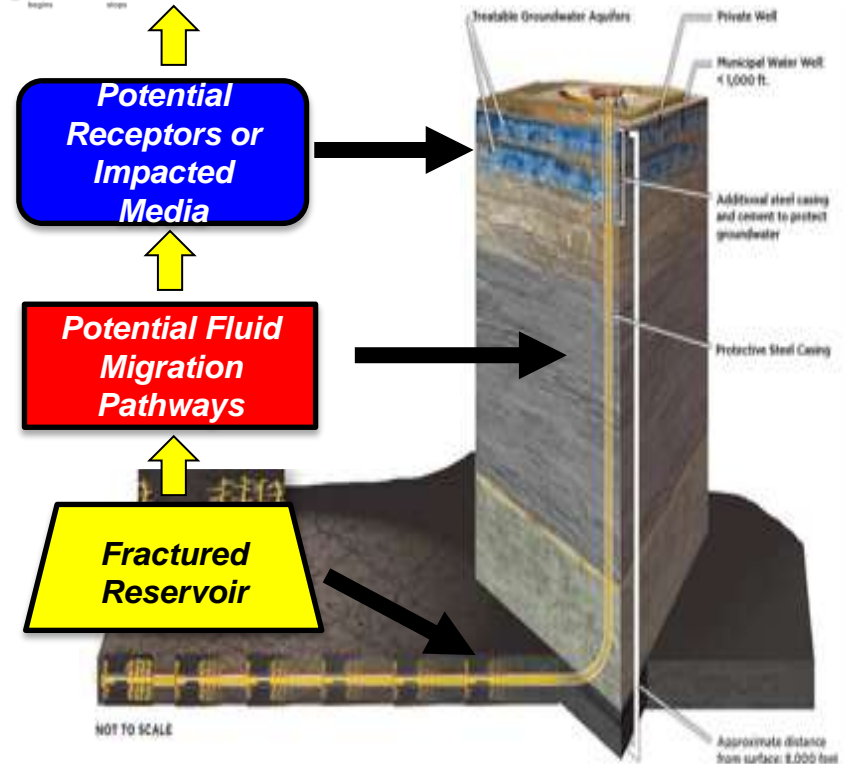 begins stops
Treatable Groundwater Aquifers
Private Well
Municipal Water Well
< 1,000 ft.
Potential
Receptors or
Impacted
Media
Additional steel casing
and cement to protect
groundwater
Potential Fluid
Migration
Pathways
Protective Steel Casing
Fractured
Reservoir
NOT TO SCALE
Approximate distance
from surface: 8,000 feet